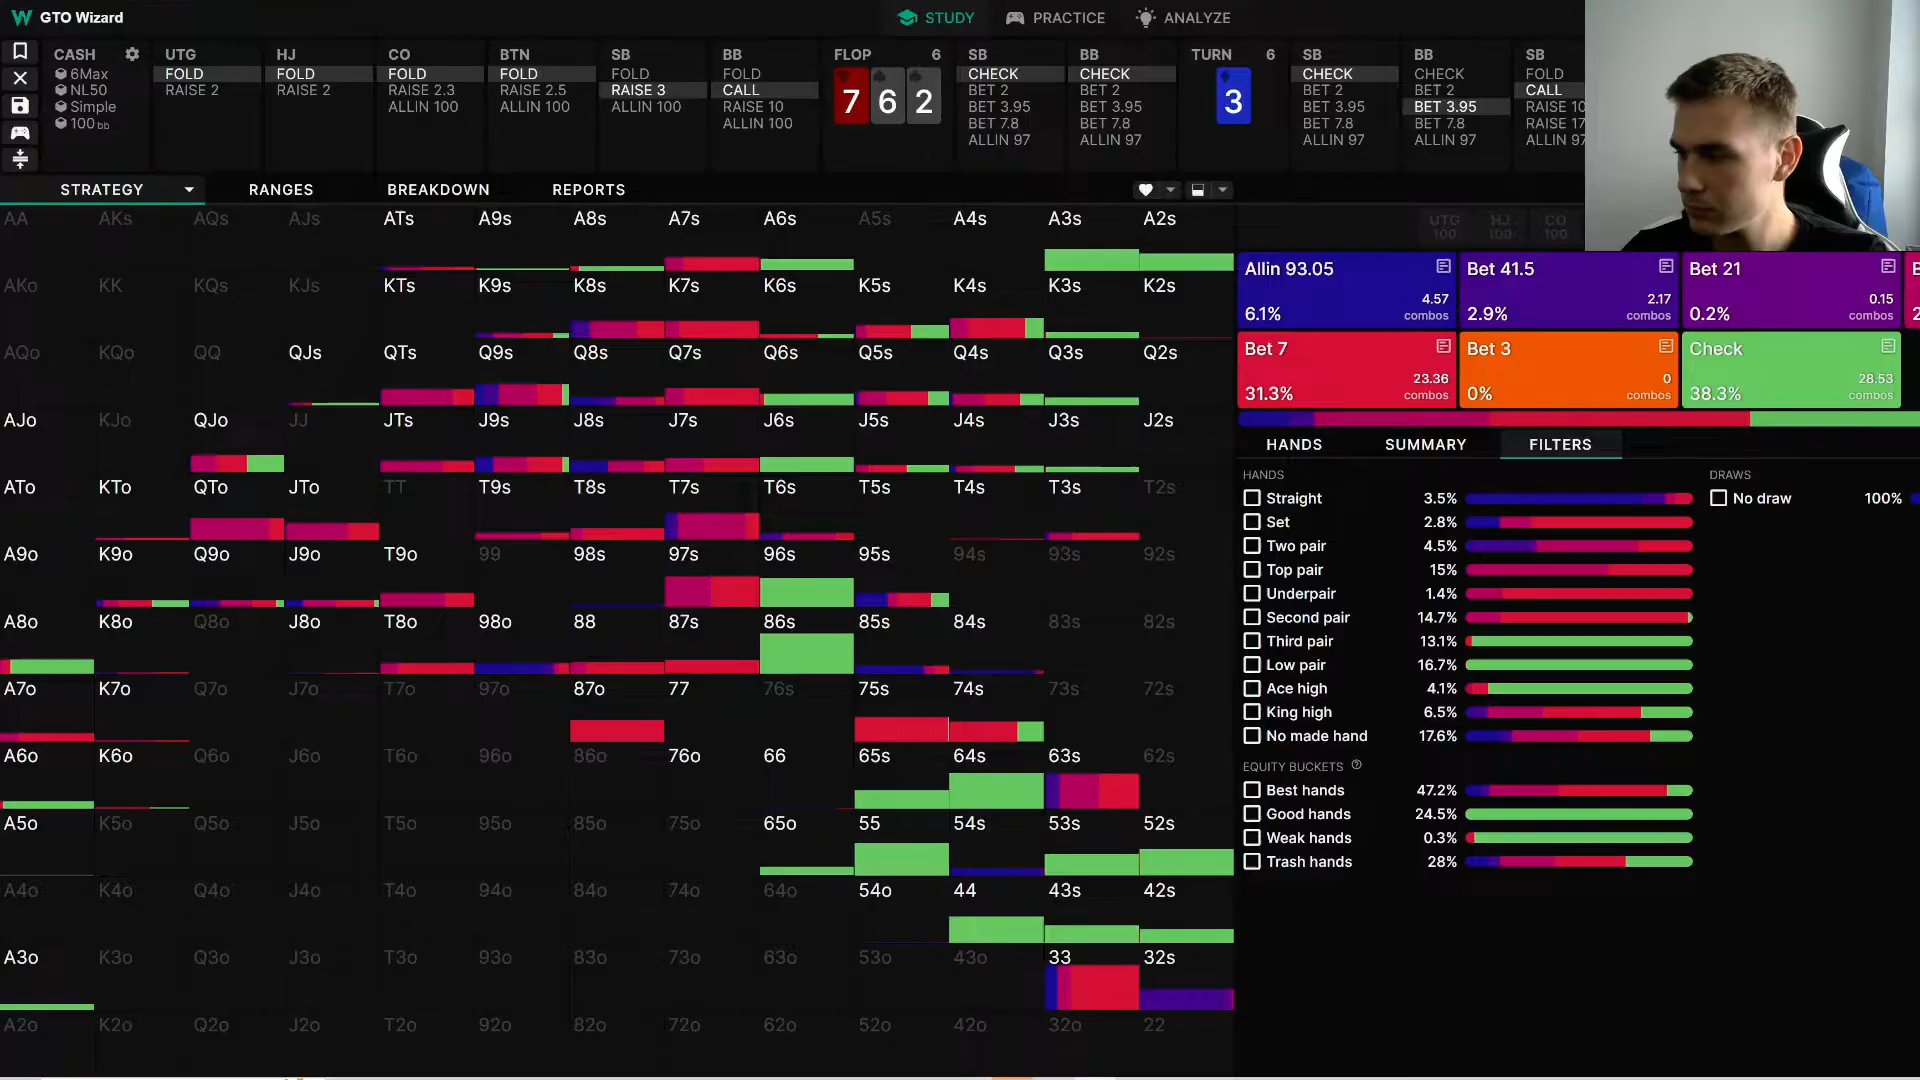 GTO Wizard
STUDY
PRACTICE
ANALYZE
CASH
6Max
NL50
Simple
100 bb
UTG
FOLD
RAISE 2
HJ
FOLD
RAISE 2
CO
FOLD
RAISE 2.3
ALLIN 100
BTN
FOLD
RAISE 2.5
ALLIN 100
SB
FOLD
RAISE 3
ALLIN 100
BB
FOLD
CALL
RAISE 10
ALLIN 100
FLOP 6
7 6 2
SB
CHECK
BET 2
BET 3.95
BET 7.8
ALLIN 97
BB
CHECK
BET 2
BET 3.95
BET 7.8
ALLIN 97
TURN 6
3
SB
CHECK
BET 2
BET 3.95
BET 7.8
ALLIN 97
BB
CHECK
BET 2
BET 3.95
BET 7.8
ALLIN 97
SB
FOLD
CALL
RAISE 10
RAISE 17
ALLIN 97
STRATEGY
RANGES
BREAKDOWN
REPORTS
AA AKs AQs AJs ATs A9s A8s A7s A6s A5s A4s A3s A2s
AKo KK KQs KJs KTs K9s K8s K7s K6s K5s K4s K3s K2s
AQo KQo QQ QJs QTs Q9s Q8s Q7s Q6s Q5s Q4s Q3s Q2s
AJo KJo QJo JJ JTs J9s J8s J7s J6s J5s J4s J3s J2s
ATo KTo QTo JTo TT T9s T8s T7s T6s T5s T4s T3s T2s
A9o K9o Q9o J9o T9o 99 98s 97s 96s 95s 94s 93s 92s
A8o K8o Q8o J8o T8o 98o 88 87s 86s 85s 84s 83s 82s
A7o K7o Q7o J7o T7o 97o 87o 77 76s 75s 74s 73s 72s
A6o K6o Q6o J6o T6o 96o 86o 76o 66 65s 64s 63s 62s
A5o K5o Q5o J5o T5o 95o 85o 75o 65o 55 54s 53s 52s
A4o K4o Q4o J4o T4o 94o 84o 74o 64o 54o 44 43s 42s
A3o K3o Q3o J3o T3o 93o 83o 73o 63o 53o 43o 33 32s
A2o K2o Q2o J2o T2o 92o 82o 72o 62o 52o 42o 32o 22
UTG HJ CO
100 100 100
Allin 93.05
4.57
6.1% combos
Bet 41.5
2.17
2.9% combos
Bet 21
0.15
0.2% combos
B
2
Bet 7
23.36
31.3% combos
Bet 3
0
0% combos
Check
28.53
38.3% combos
HANDS
SUMMARY
FILTERS
HANDS
Straight 3.5%
Set 2.8%
Two pair 4.5%
Top pair 15%
Underpair 1.4%
Second pair 14.7%
Third pair 13.1%
Low pair 16.7%
Ace high 4.1%
King high 6.5%
No made hand 17.6%
EQUITY BUCKETS
Best hands 47.2%
Good hands 24.5%
Weak hands 0.3%
Trash hands 28%
DRAWS
No draw 100%